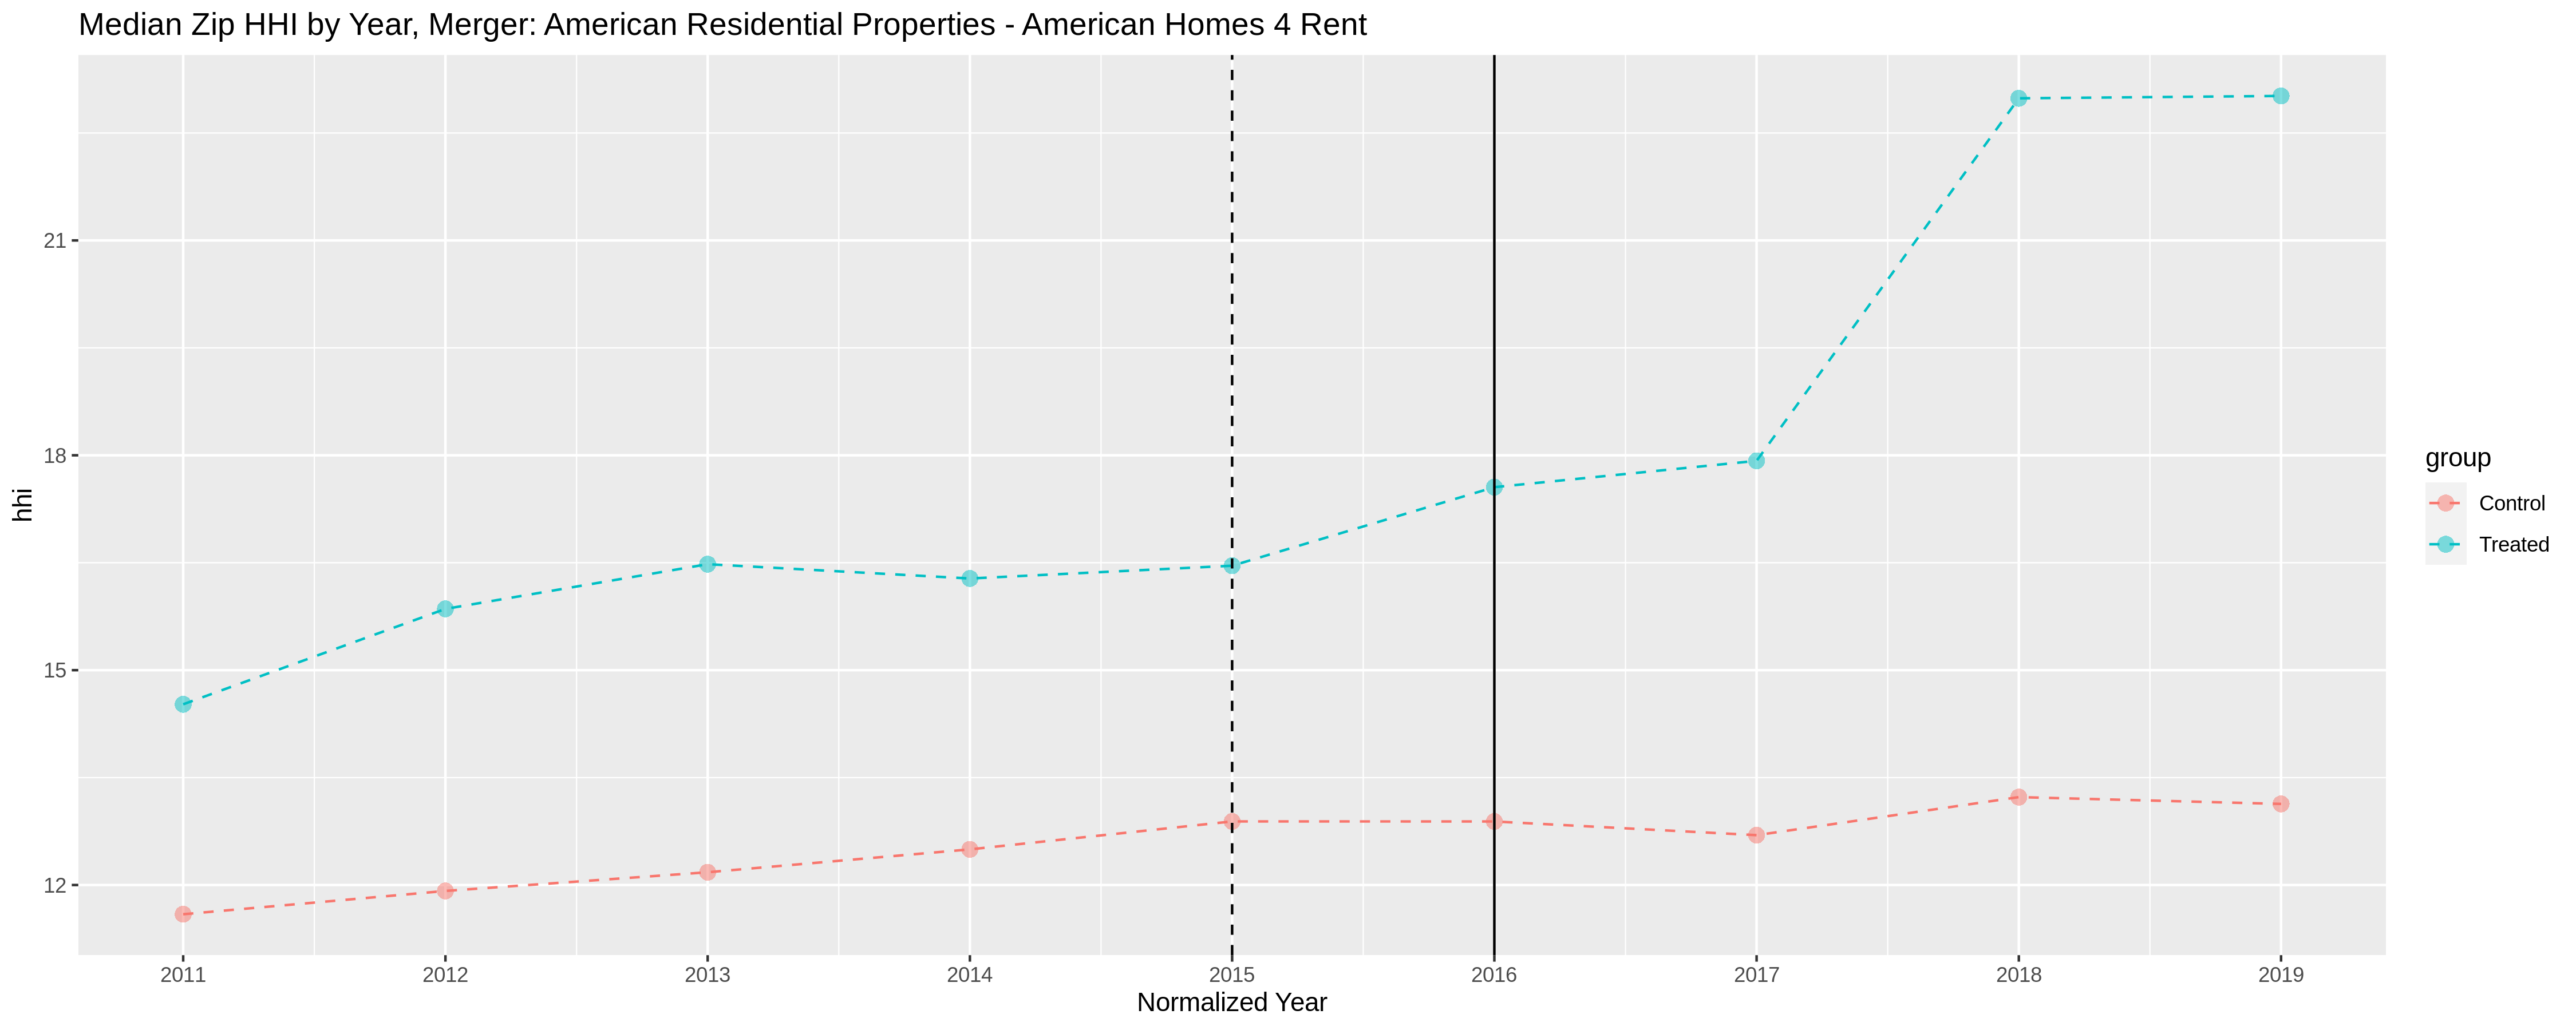 Median Zip HHI by Year, Merger: American Residential Properties - American Homes 4 Rent
hhi
21
18
15
12
2011
2012
2013
2014
2015
2016
2017
2018
2019
Normalized Year
group
Control
Treated